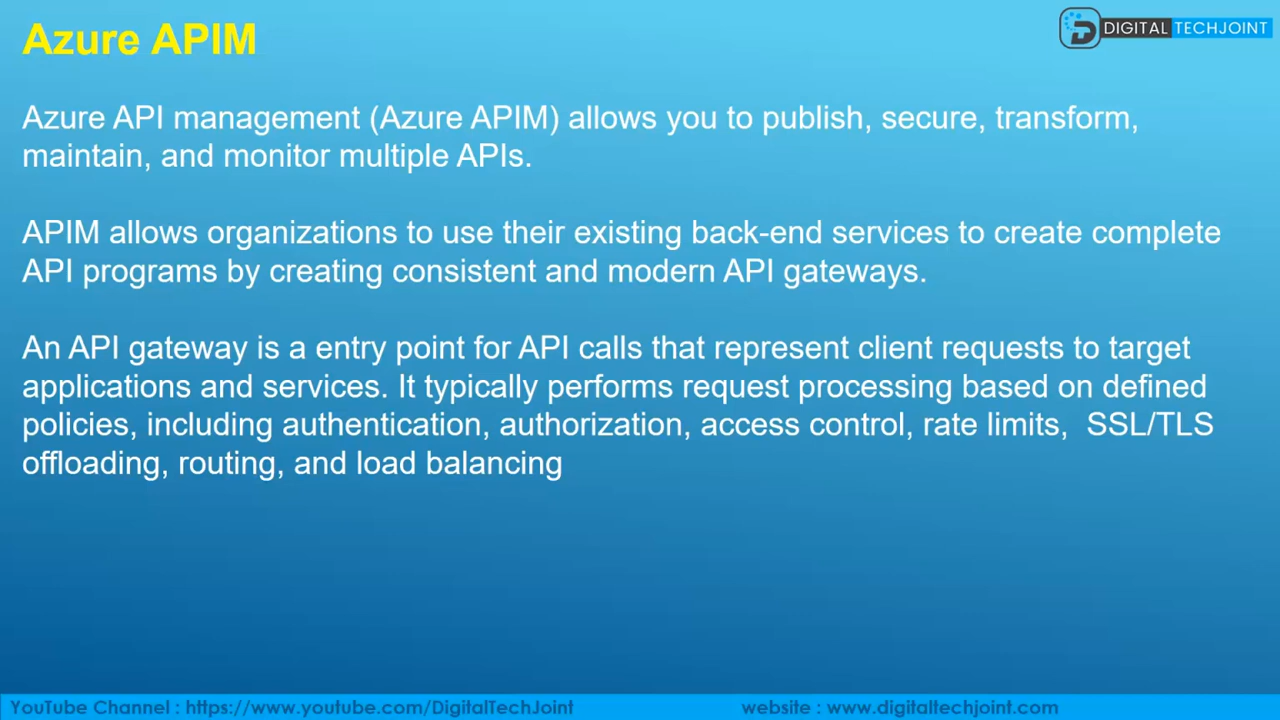 Azure APIM
DIGITAL TECHJOINT
Azure API management (Azure APIM) allows you to publish, secure, transform,
maintain, and monitor multiple APIs.
APIM allows organizations to use their existing back-end services to create complete
API programs by creating consistent and modern API gateways.
An API gateway is a entry point for API calls that represent client requests to target
applications and services. It typically performs request processing based on defined
policies, including authentication, authorization, access control, rate limits,  SSL/TLS
offloading, routing, and load balancing
YouTube Channel : https://www.youtube.com/DigitalTechJoint
website : www.digitaltechjoint.com